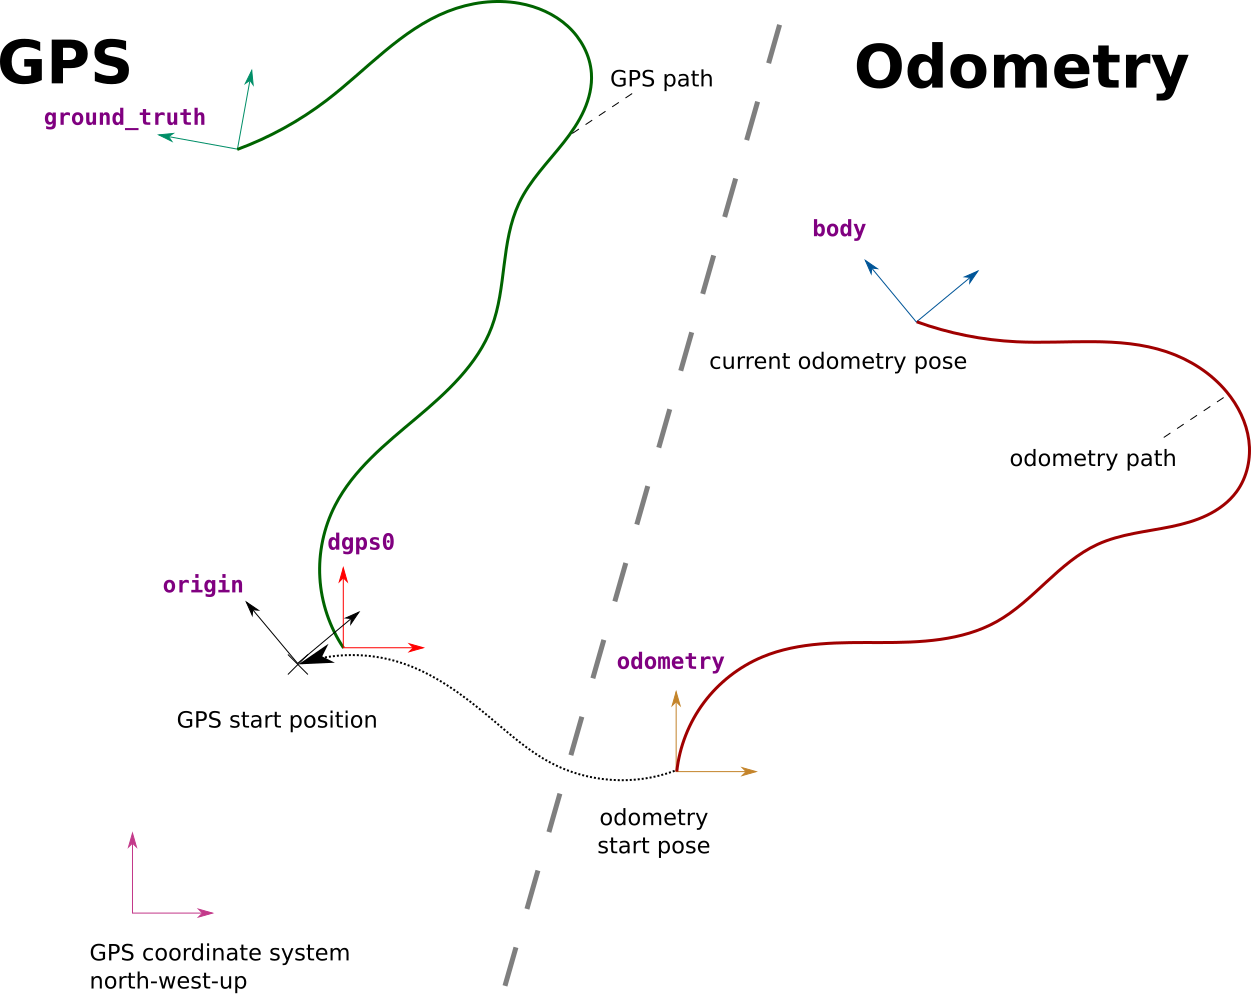 GPS
Odometry
GPS path
ground_truth
body
current odometry pose
odometry path
dgps0
origin
odometry
GPS start position
odometry
start pose
GPS coordinate system
north-west-up